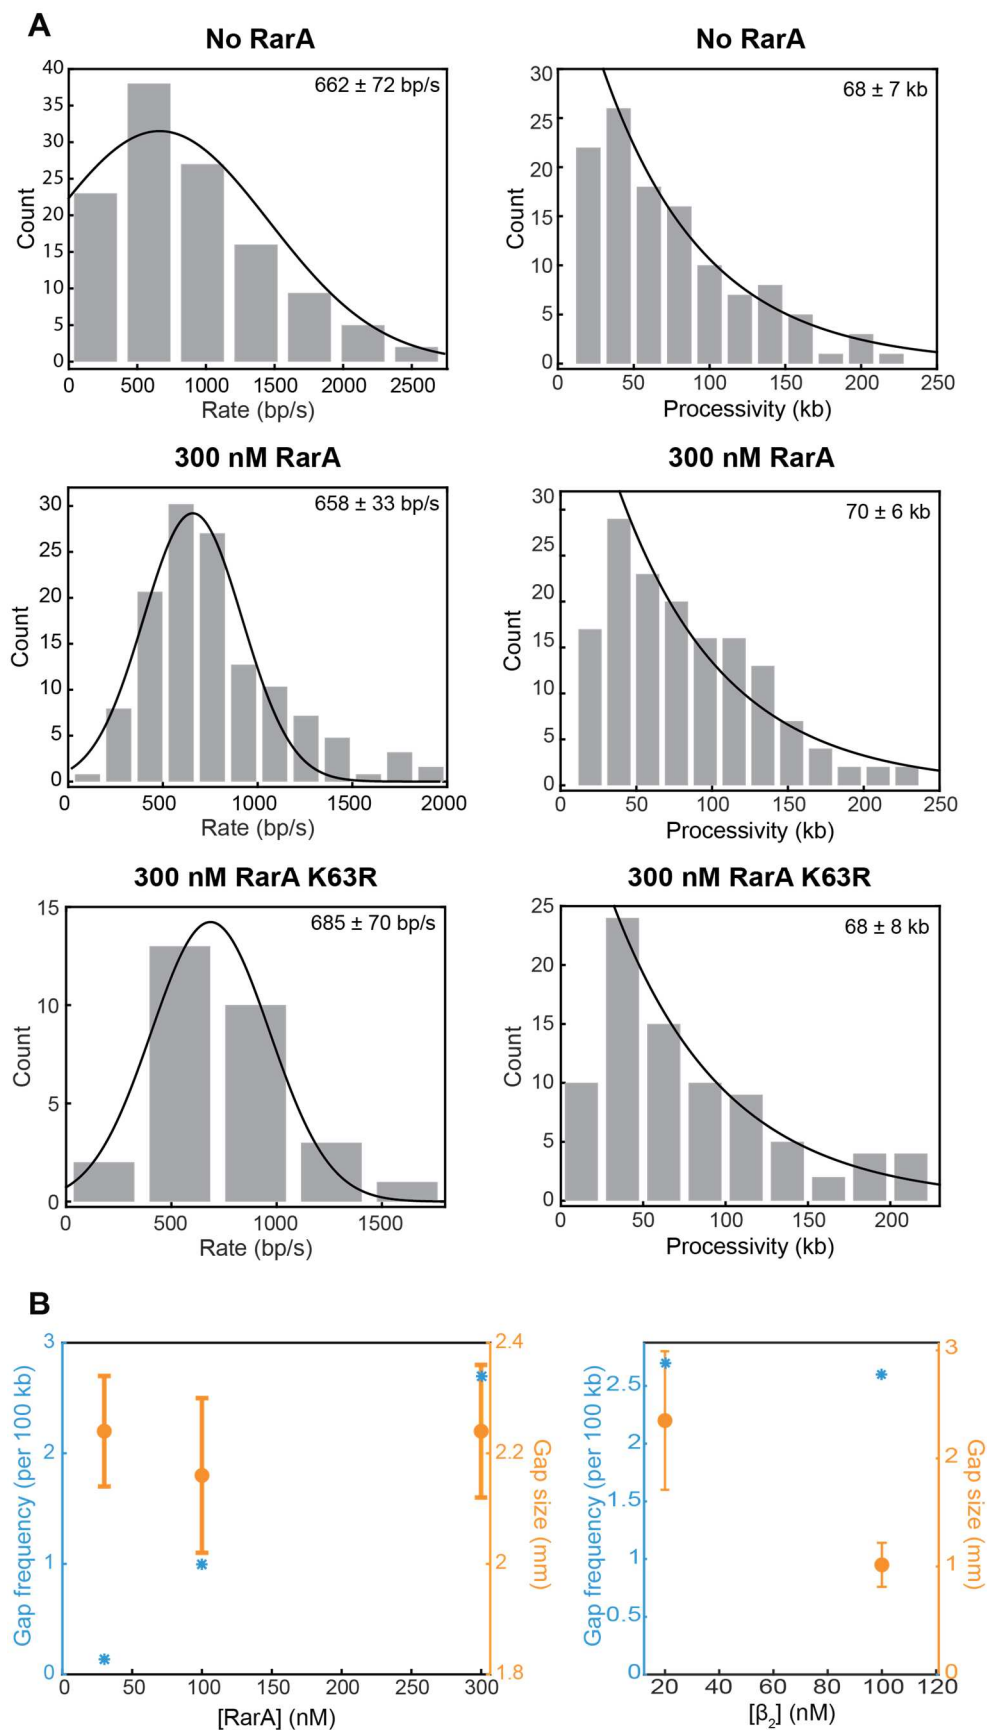 A
No RarA
662 ± 72 bp/s
40
35
30
25
20
15
10
5
0
Count
0 500 1000 1500 2000 2500
Rate (bp/s)
No RarA
68 ± 7 kb
30
25
20
15
10
5
0
Count
0 50 100 150 200 250
Processivity (kb)
300 nM RarA
658 ± 33 bp/s
30
25
20
15
10
5
0
Count
0 500 1000 1500 2000
Rate (bp/s)
300 nM RarA
70 ± 6 kb
30
25
20
15
10
5
0
Count
0 50 100 150 200 250
Processivity (kb)
300 nM RarA K63R
685 ± 70 bp/s
15
10
5
0
Count
0 500 1000 1500
Rate (bp/s)
300 nM RarA K63R
68 ± 8 kb
25
20
15
10
5
0
Count
0 50 100 150 200
Processivity (kb)
B
3
2
1
0
Gap frequency (per 100 kb)
2.4
2.2
2
1.8
Gap size (mm)
0 50 100 150 200 250 300
[RarA] (nM)
2.5
2
1.5
1
0.5
0
Gap frequency (per 100 kb)
3
2
1
0
Gap size (mm)
20 40 60 80 100 120
[β₂] (nM)